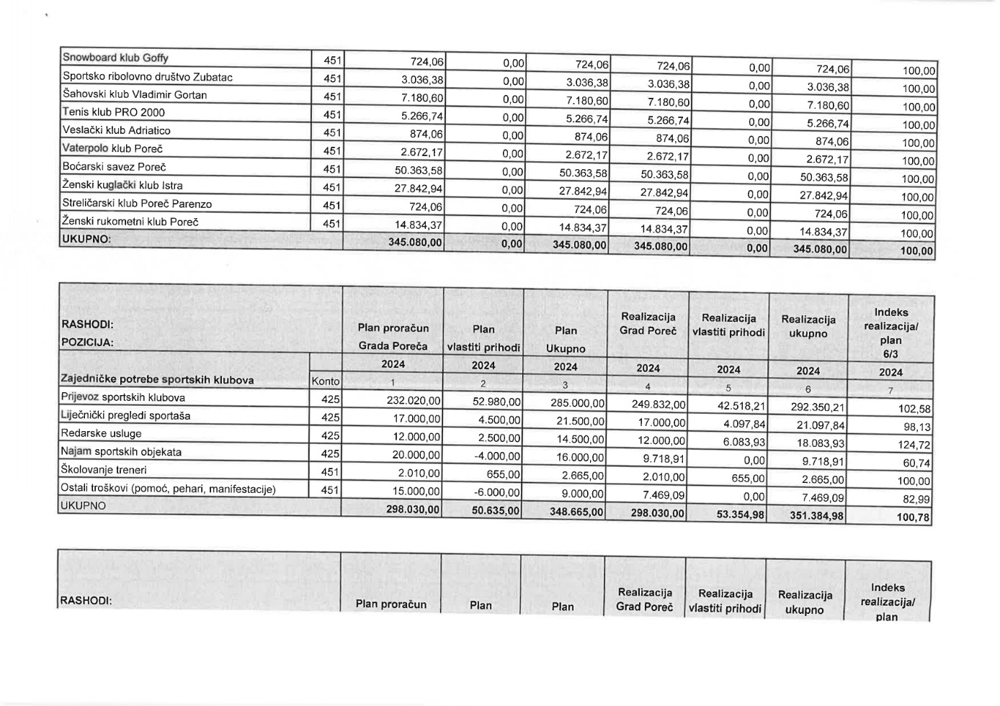 Snowboard klub Goffy 451 724,06 0,00 724,06 724,06 0,00 724,06 100,00
Sportsko ribolovno društvo Zubatac 451 3.036,38 0,00 3.036,38 3.036,38 0,00 3.036,38 100,00
Šahovski klub Vladimir Gortan 451 7.180,60 0,00 7.180,60 7.180,60 0,00 7.180,60 100,00
Tenis klub PRO 2000 451 5.266,74 0,00 5.266,74 5.266,74 0,00 5.266,74 100,00
Veslački klub Adriatico 451 874,06 0,00 874,06 874,06 0,00 874,06 100,00
Vaterpolo klub Poreč 451 2.672,17 0,00 2.672,17 2.672,17 0,00 2.672,17 100,00
Boćarski savez Poreč 451 50.363,58 0,00 50.363,58 50.363,58 0,00 50.363,58 100,00
Ženski kuglački klub Istra 451 27.842,94 0,00 27.842,94 27.842,94 0,00 27.842,94 100,00
Streličarski klub Poreč Parenzo 451 724,06 0,00 724,06 724,06 0,00 724,06 100,00
Ženski rukometni klub Poreč 451 14.834,37 0,00 14.834,37 14.834,37 0,00 14.834,37 100,00
UKUPNO: 345.080,00 0,00 345.080,00 345.080,00 0,00 345.080,00 100,00
RASHODI:
POZICIJA:
Plan proračun
Grada Poreča
Plan
vlastiti prihodi
Plan
Ukupno
Realizacija
Grad Poreč
Realizacija
vlastiti prihodi
Realizacija
ukupno
Indeks
realizacija/
plan
6/3
2024 2024 2024 2024 2024 2024 2024
Zajedničke potrebe sportskih klubova Konto 1 2 3 4 5 6 7
Prijevoz sportskih klubova 425 232.020,00 52.980,00 285.000,00 249.832,00 42.518,21 292.350,21 102,58
Liječnički pregledi sportaša 425 17.000,00 4.500,00 21.500,00 17.000,00 4.097,84 21.097,84 98,13
Redarske usluge 425 12.000,00 2.500,00 14.500,00 12.000,00 6.083,93 18.083,93 124,72
Najam sportskih objekata 425 20.000,00 -4.000,00 16.000,00 9.718,91 0,00 9.718,91 60,74
Školovanje treneri 451 2.010,00 655,00 2.665,00 2.010,00 655,00 2.665,00 100,00
Ostali troškovi (pomoć, pehari, manifestacije) 451 15.000,00 -6.000,00 9.000,00 7.469,09 0,00 7.469,09 82,99
UKUPNO 298.030,00 50.635,00 348.665,00 298.030,00 53.354,98 351.384,98 100,78
RASHODI:
Plan proračun
Plan
Plan
Realizacija
Grad Poreč
Realizacija
vlastiti prihodi
Realizacija
ukupno
Indeks
realizacija/
plan